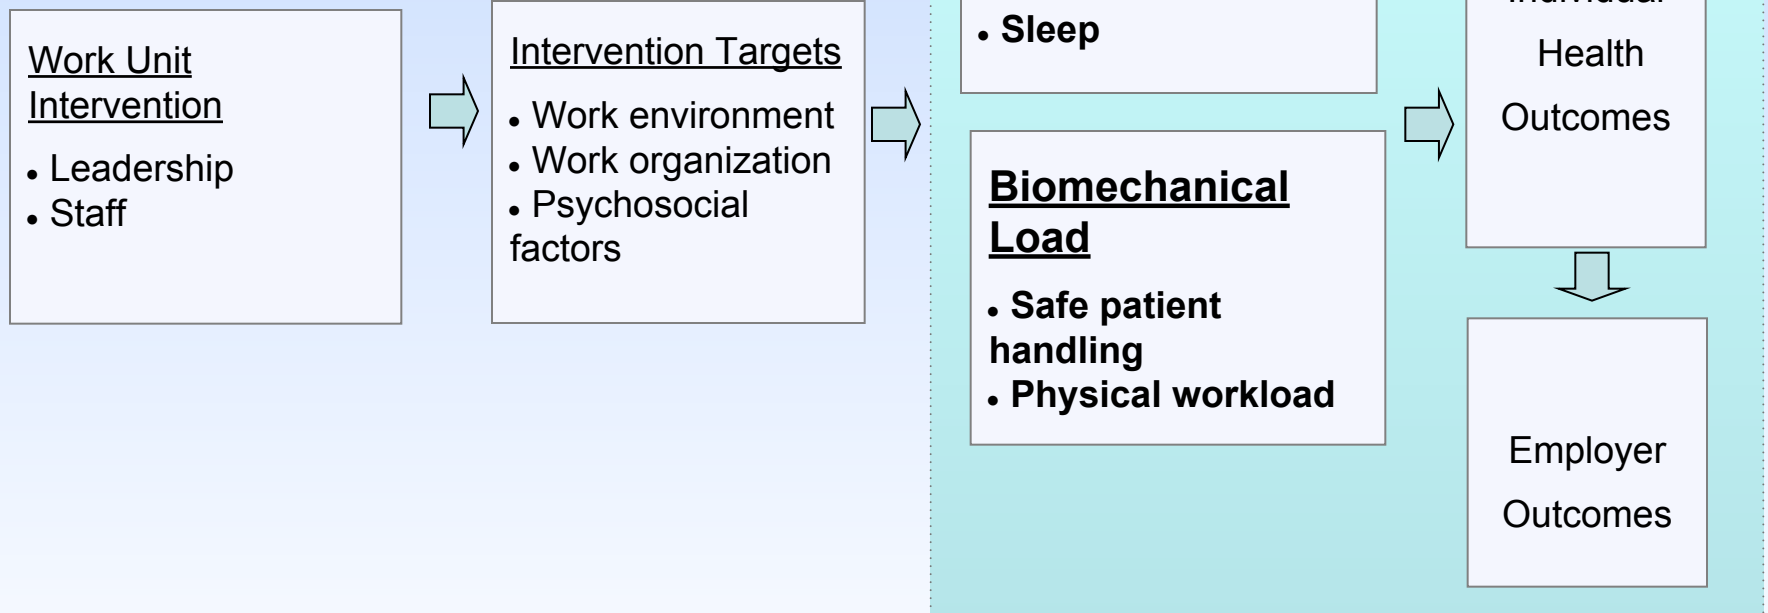 Work Unit
Intervention
• Leadership
• Staff
Intervention Targets
• Work environment
• Work organization
• Psychosocial
factors
• Sleep
Biomechanical
Load
• Safe patient
handling
• Physical workload
Individual
Health
Outcomes
Employer
Outcomes